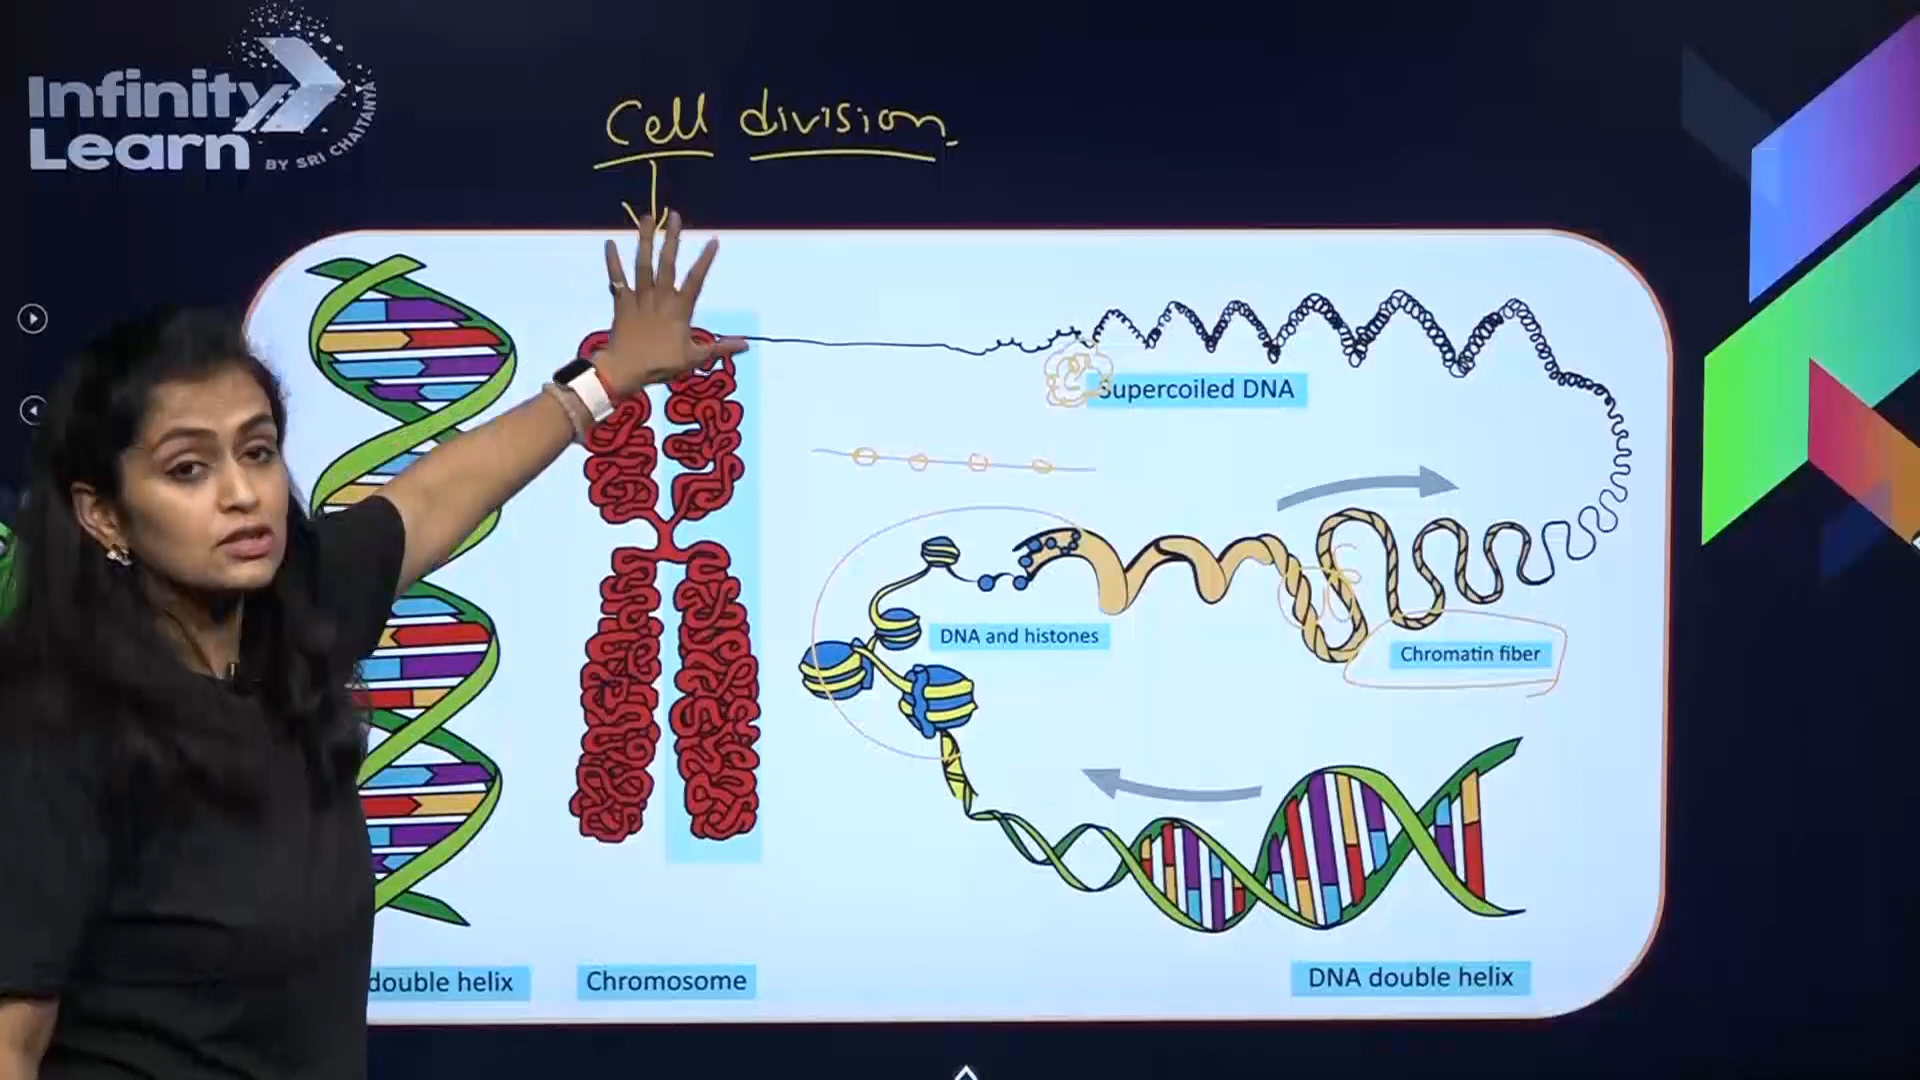 Infinity
Learn
BY SRI CHAITANYA
Cell division
Supercoiled DNA
DNA and histones
Chromatin fiber
double helix
Chromosome
DNA double helix